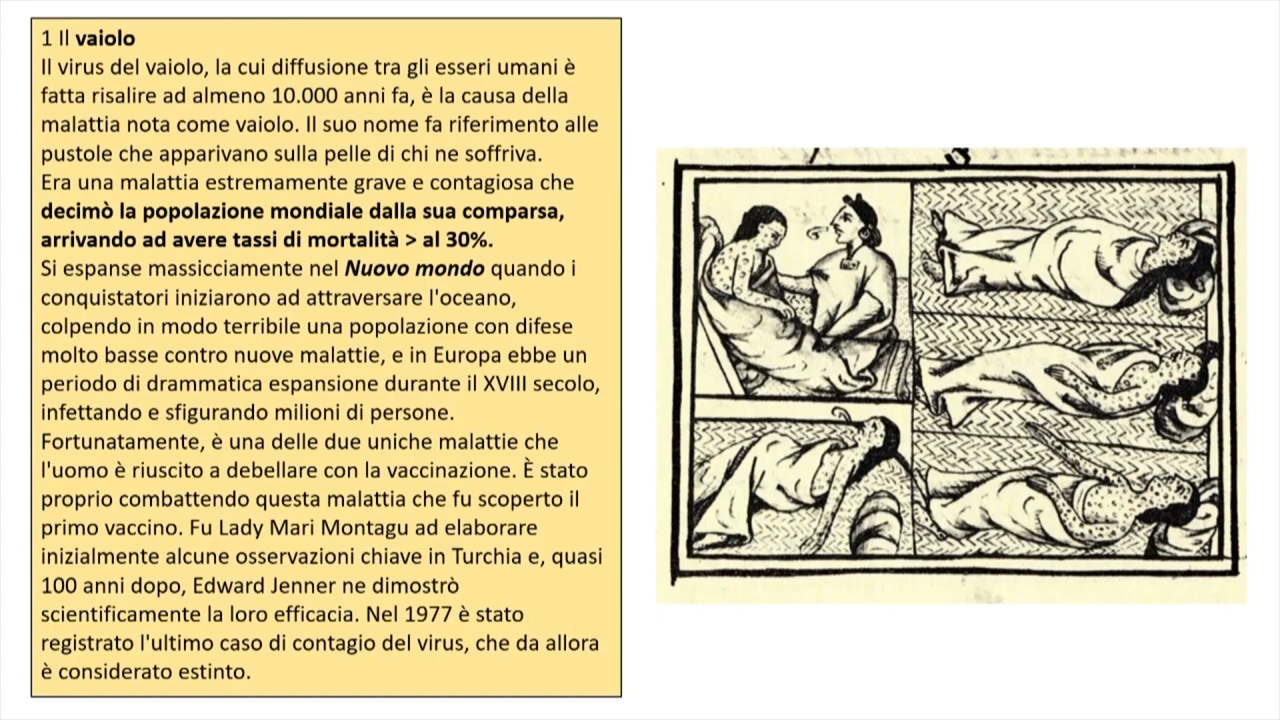 1 Il vaiolo
Il virus del vaiolo, la cui diffusione tra gli esseri umani è
fatta risalire ad almeno 10.000 anni fa, è la causa della
malattia nota come vaiolo. Il suo nome fa riferimento alle
pustole che apparivano sulla pelle di chi ne soffriva.
Era una malattia estremamente grave e contagiosa che
decimò la popolazione mondiale dalla sua comparsa,
arrivando ad avere tassi di mortalità > al 30%.
Si espanse massicciamente nel Nuovo mondo quando i
conquistatori iniziarono ad attraversare l'oceano,
colpendo in modo terribile una popolazione con difese
molto basse contro nuove malattie, e in Europa ebbe un
periodo di drammatica espansione durante il XVIII secolo,
infettando e sfigurando milioni di persone.
Fortunatamente, è una delle due uniche malattie che
l'uomo è riuscito a debellare con la vaccinazione. È stato
proprio combattendo questa malattia che fu scoperto il
primo vaccino. Fu Lady Mari Montagu ad elaborare
inizialmente alcune osservazioni chiave in Turchia e, quasi
100 anni dopo, Edward Jenner ne dimostrò
scientificamente la loro efficacia. Nel 1977 è stato
registrato l'ultimo caso di contagio del virus, che da allora
è considerato estinto.